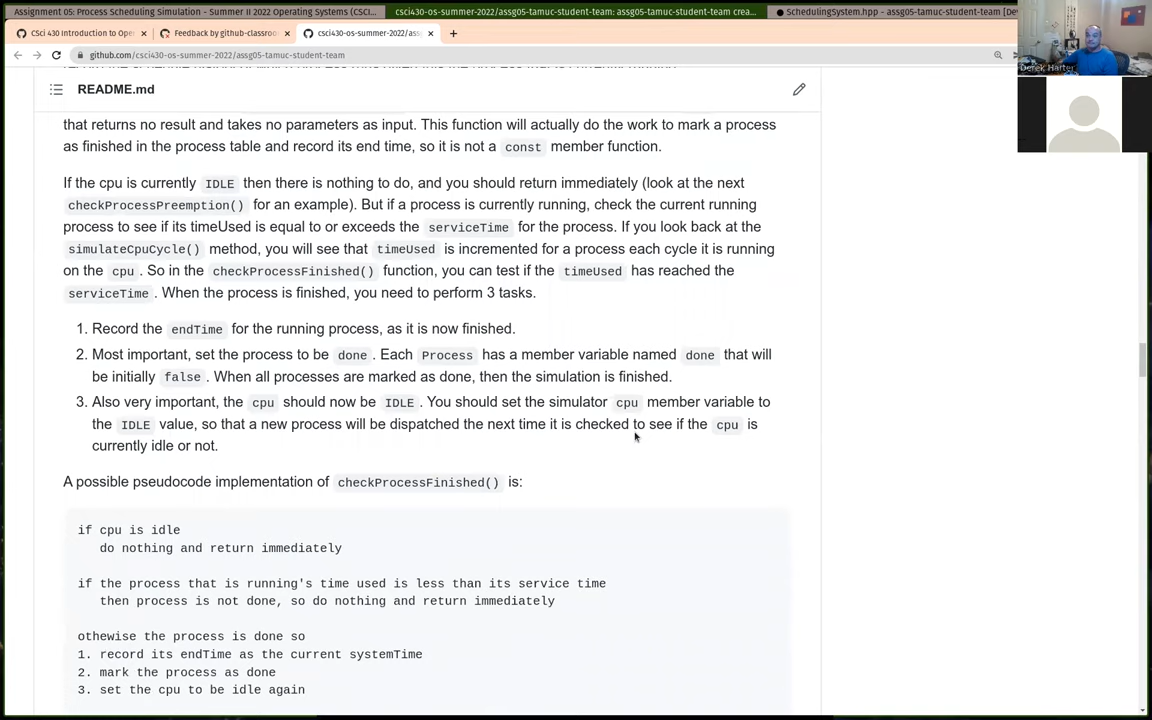 Assignment 05: Process Scheduling Simulation - Summer II 2022 Operating Systems (CSCI...
csci430-os-summer-2022/assg05-tamuc-student-team: assg05-tamuc-student-team crea...
● SchedulingSystem.hpp - assg05-tamuc-student-team [De
CSci 430 Introduction to Ope
Feedback by github-classroo
csci430-os-summer-2022/ass
github.com/csci430-os-summer-2022/assg05-tamuc-student-team
Derek Harter
README.md
that returns no result and takes no parameters as input. This function will actually do the work to mark a process
as finished in the process table and record its end time, so it is not a const member function.
If the cpu is currently IDLE then there is nothing to do, and you should return immediately (look at the next
checkProcessPreemption() for an example). But if a process is currently running, check the current running
process to see if its timeUsed is equal to or exceeds the serviceTime for the process. If you look back at the
simulateCpuCycle() method, you will see that timeUsed is incremented for a process each cycle it is running
on the cpu . So in the checkProcessFinished() function, you can test if the timeUsed has reached the
serviceTime . When the process is finished, you need to perform 3 tasks.
1. Record the endTime for the running process, as it is now finished.
2. Most important, set the process to be done . Each Process has a member variable named done that will
be initially false . When all processes are marked as done, then the simulation is finished.
3. Also very important, the cpu should now be IDLE . You should set the simulator cpu member variable to
the IDLE value, so that a new process will be dispatched the next time it is checked to see if the cpu is
currently idle or not.
A possible pseudocode implementation of checkProcessFinished() is:
if cpu is idle
do nothing and return immediately
if the process that is running's time used is less than its service time
then process is not done, so do nothing and return immediately
othewise the process is done so
1. record its endTime as the current systemTime
2. mark the process as done
3. set the cpu to be idle again